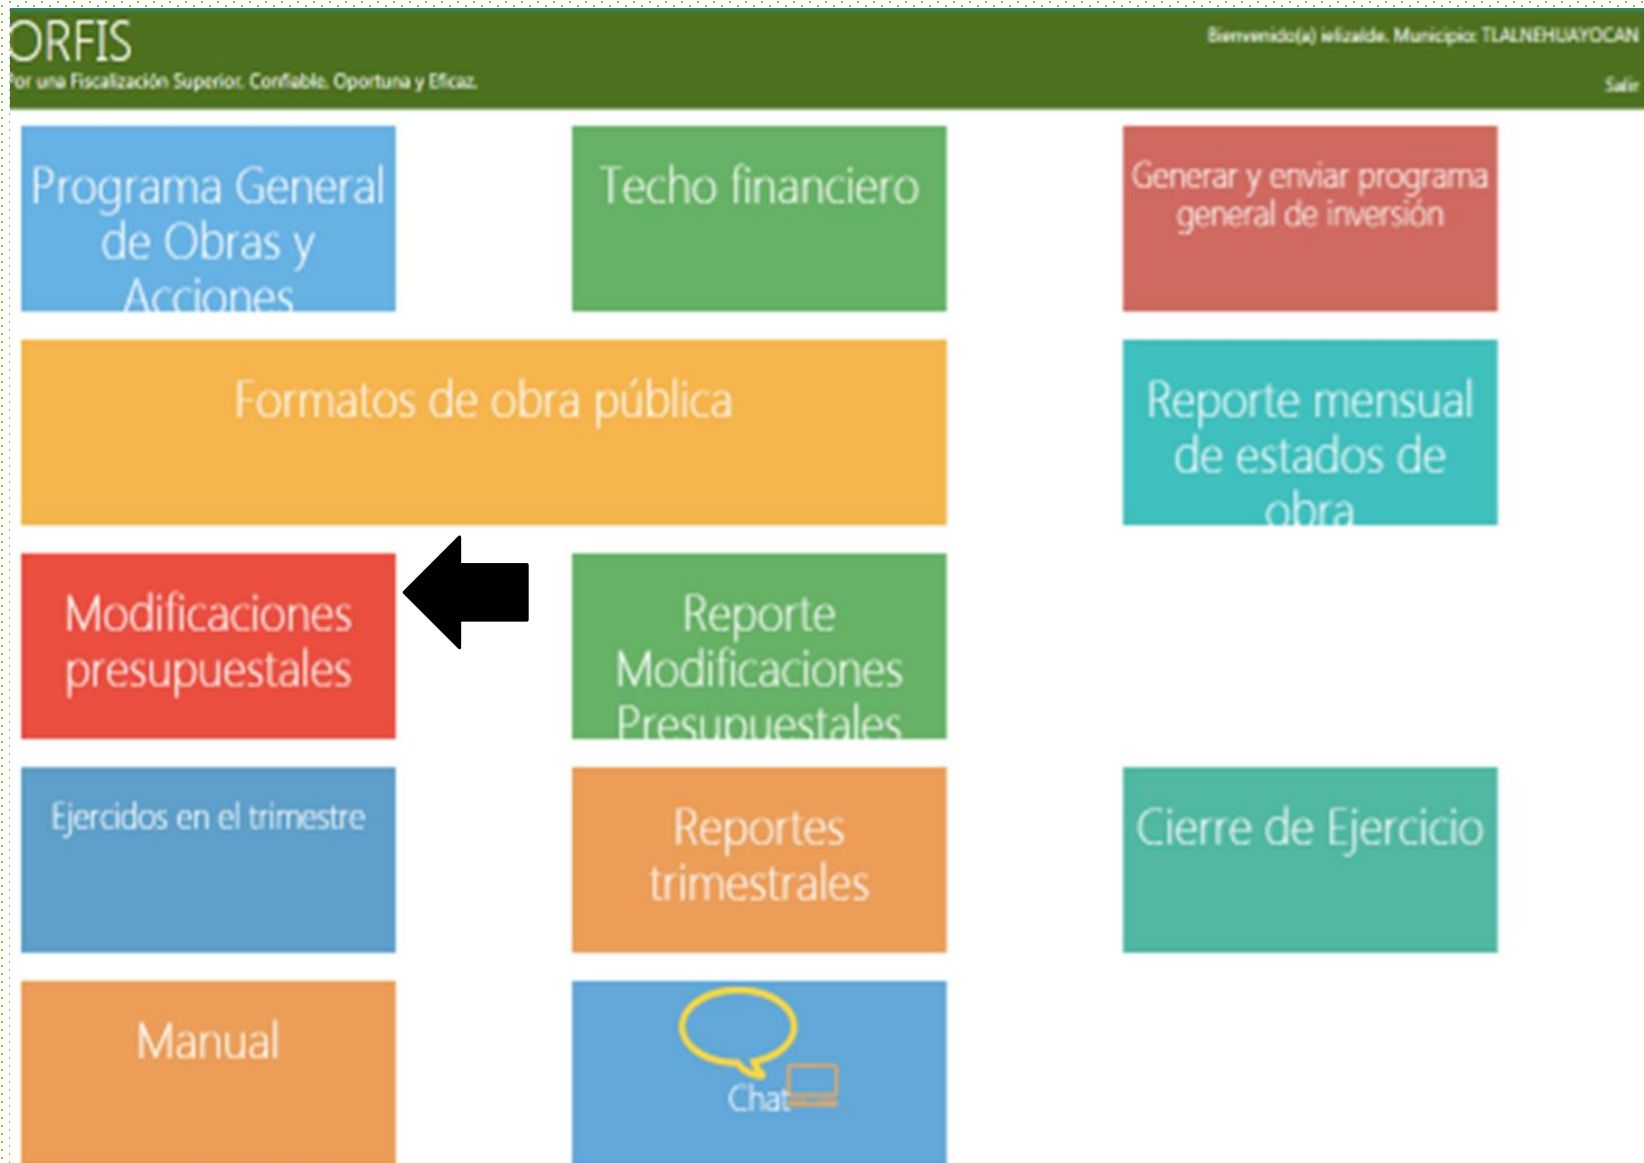 ORFIS
Bienvenido(a) ielizalde. Municipio: TLALNEHUAYOCAN
Por una Fiscalización Superior. Confiable. Oportuna y Eficaz.
Salir
Programa General
de Obras y
Acciones
Techo financiero
Generar y enviar programa
general de inversión
Formatos de obra pública
Reporte mensual
de estados de
obra
Modificaciones
presupuestales
Reporte
Modificaciones
Presupuestales
Ejercidos en el trimestre
Reportes
trimestrales
Cierre de Ejercicio
Manual
Chat